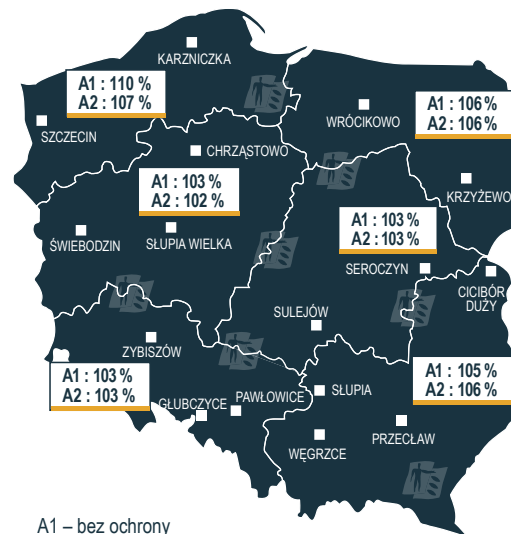 KARZNICZKA
A1 : 110 %
A2 : 107 %
SZCZECIN
WRÓCIKOWO
A1 : 106 %
A2 : 106 %
CHRZĄSTOWO
KRZYŻEWO
A1 : 103 %
A2 : 102 %
ŚWIEBODZIN
SŁUPIA WIELKA
A1 : 103 %
A2 : 103 %
SEROCZYN
CICIBÓR
DUŻY
SULEJÓW
ZYBISZÓW
A1 : 103 %
A2 : 103 %
GŁUBCZYCE
PAWŁOWICE
SŁUPIA
A1 : 105 %
A2 : 106 %
PRZECŁAW
WĘGRZCE
A1 – bez ochrony